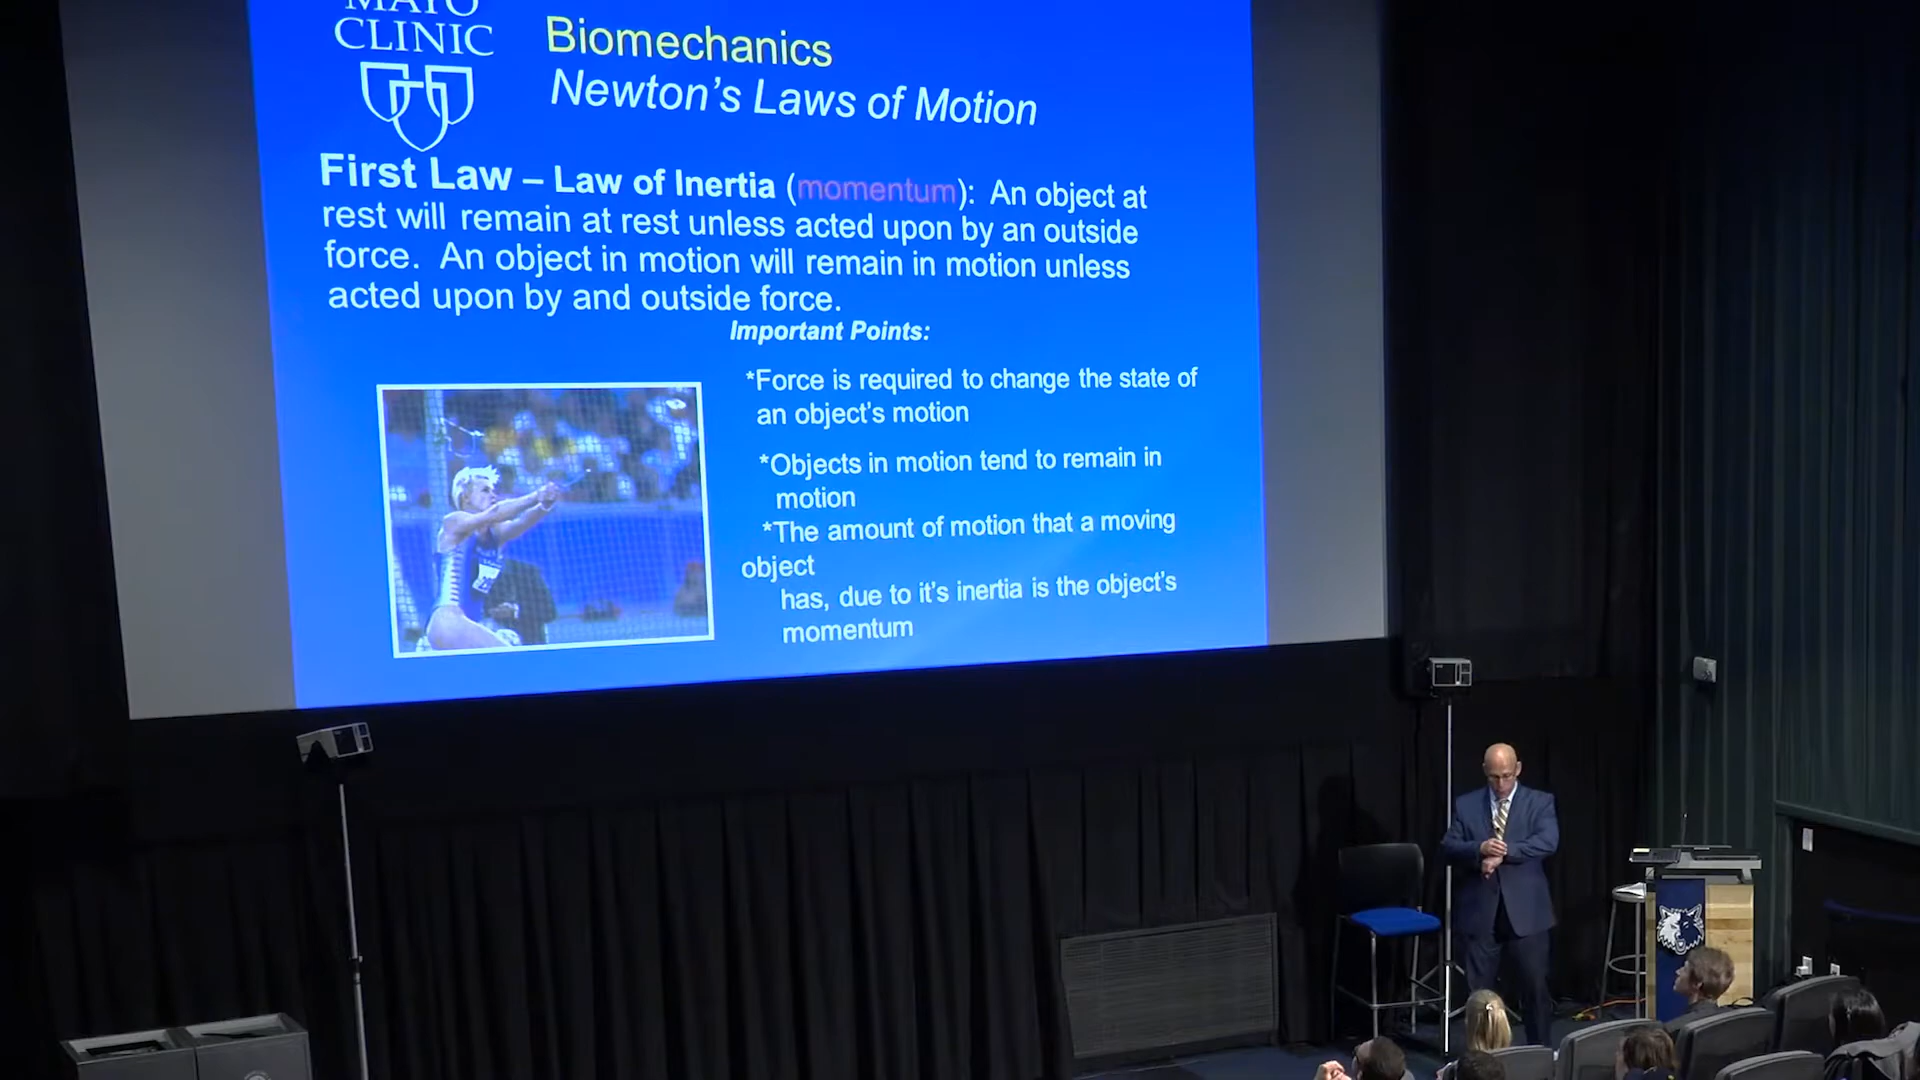 MAYO
CLINIC
Biomechanics
Newton's Laws of Motion
First Law – Law of Inertia (momentum): An object at
rest will remain at rest unless acted upon by an outside
force. An object in motion will remain in motion unless
acted upon by and outside force.
Important Points:
*Force is required to change the state of
an object's motion
*Objects in motion tend to remain in
motion
*The amount of motion that a moving
object
has, due to it's inertia is the object's
momentum